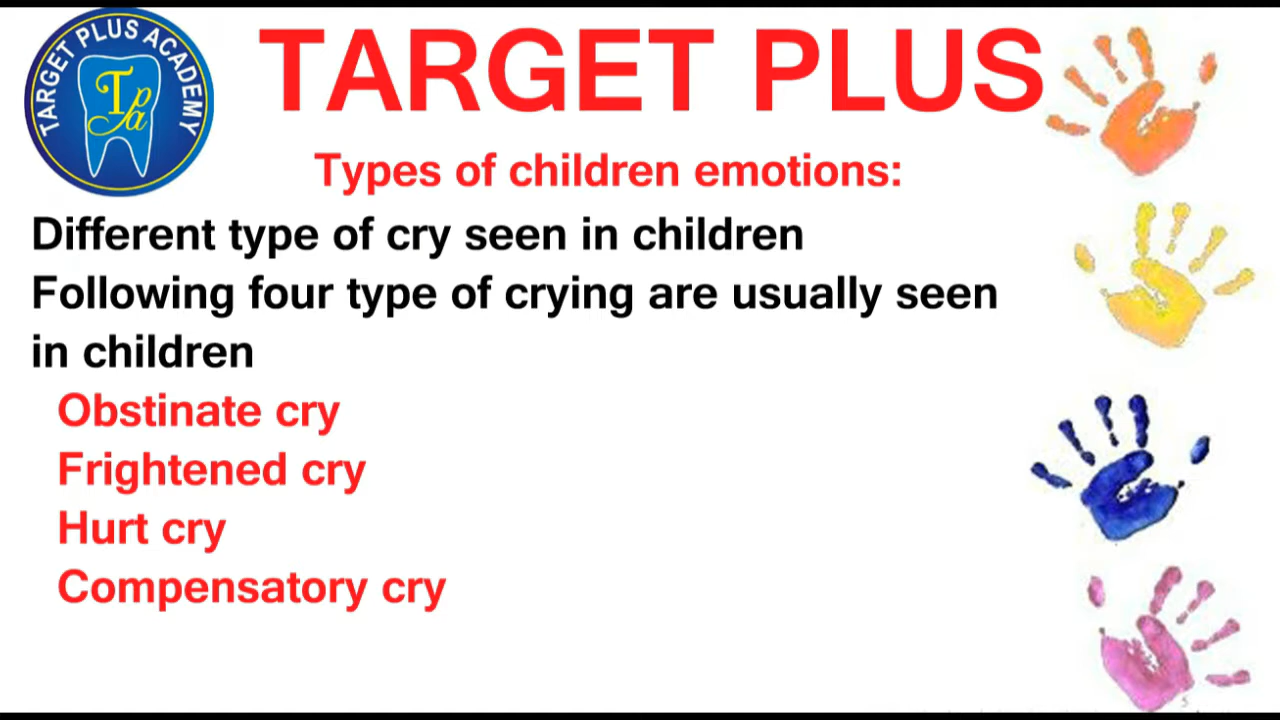 TARGET PLUS ACADEMY
TPa
TARGET PLUS
Types of children emotions:
Different type of cry seen in children
Following four type of crying are usually seen
in children
Obstinate cry
Frightened cry
Hurt cry
Compensatory cry